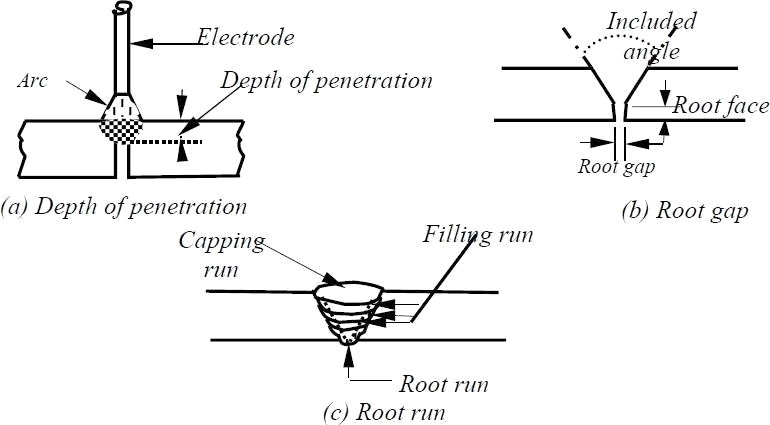 Electrode
Arc
Depth of penetration
(a) Depth of penetration
Included
angle
Root face
Root gap
(b) Root gap
Capping
run
Filling run
Root run
(c) Root run